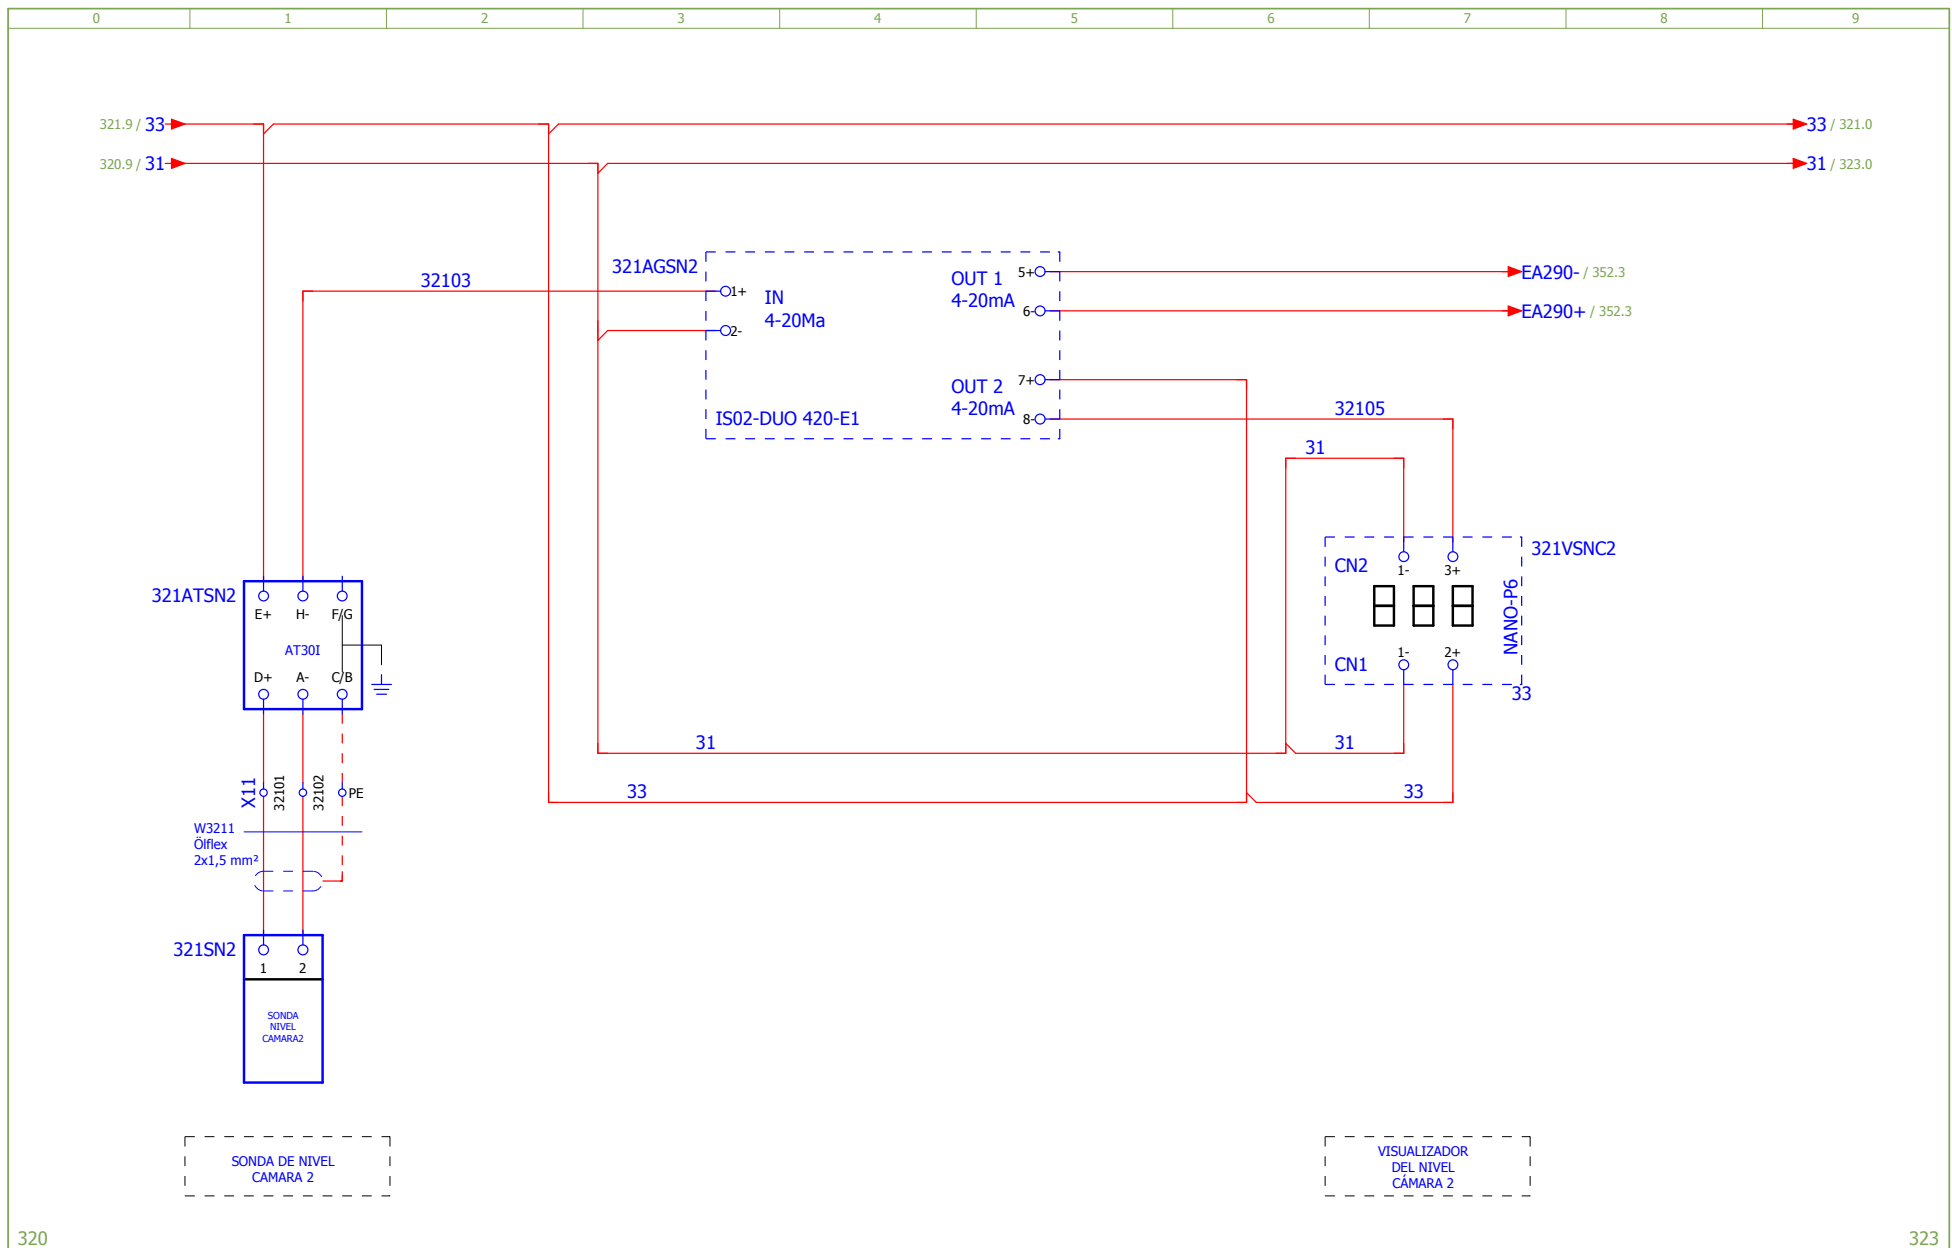 0 1 2 3 4 5 6 7 8 9
321.9 / 33
33 / 321.0
320.9 / 31
31 / 323.0
321AGSN2
32103
1+
IN
4-20Ma
2-
OUT 1
4-20mA
5+
6-
EA290- / 352.3
EA290+ / 352.3
OUT 2
4-20mA
7+
8-
IS02-DUO 420-E1
32105
31
321VSNC2
CN2
1-
3+
NANO-P6
CN1
1-
2+
33
321ATSN2
E+
H-
F/G
AT30I
D+
A-
C/B
31
31
33
33
X11
32101
32102
PE
W3211
Ölflex
2x1,5 mm²
321SN2
1
2
SONDA
NIVEL
CAMARA2
SONDA DE NIVEL
CAMARA 2
VISUALIZADOR
DEL NIVEL
CÁMARA 2
320
323